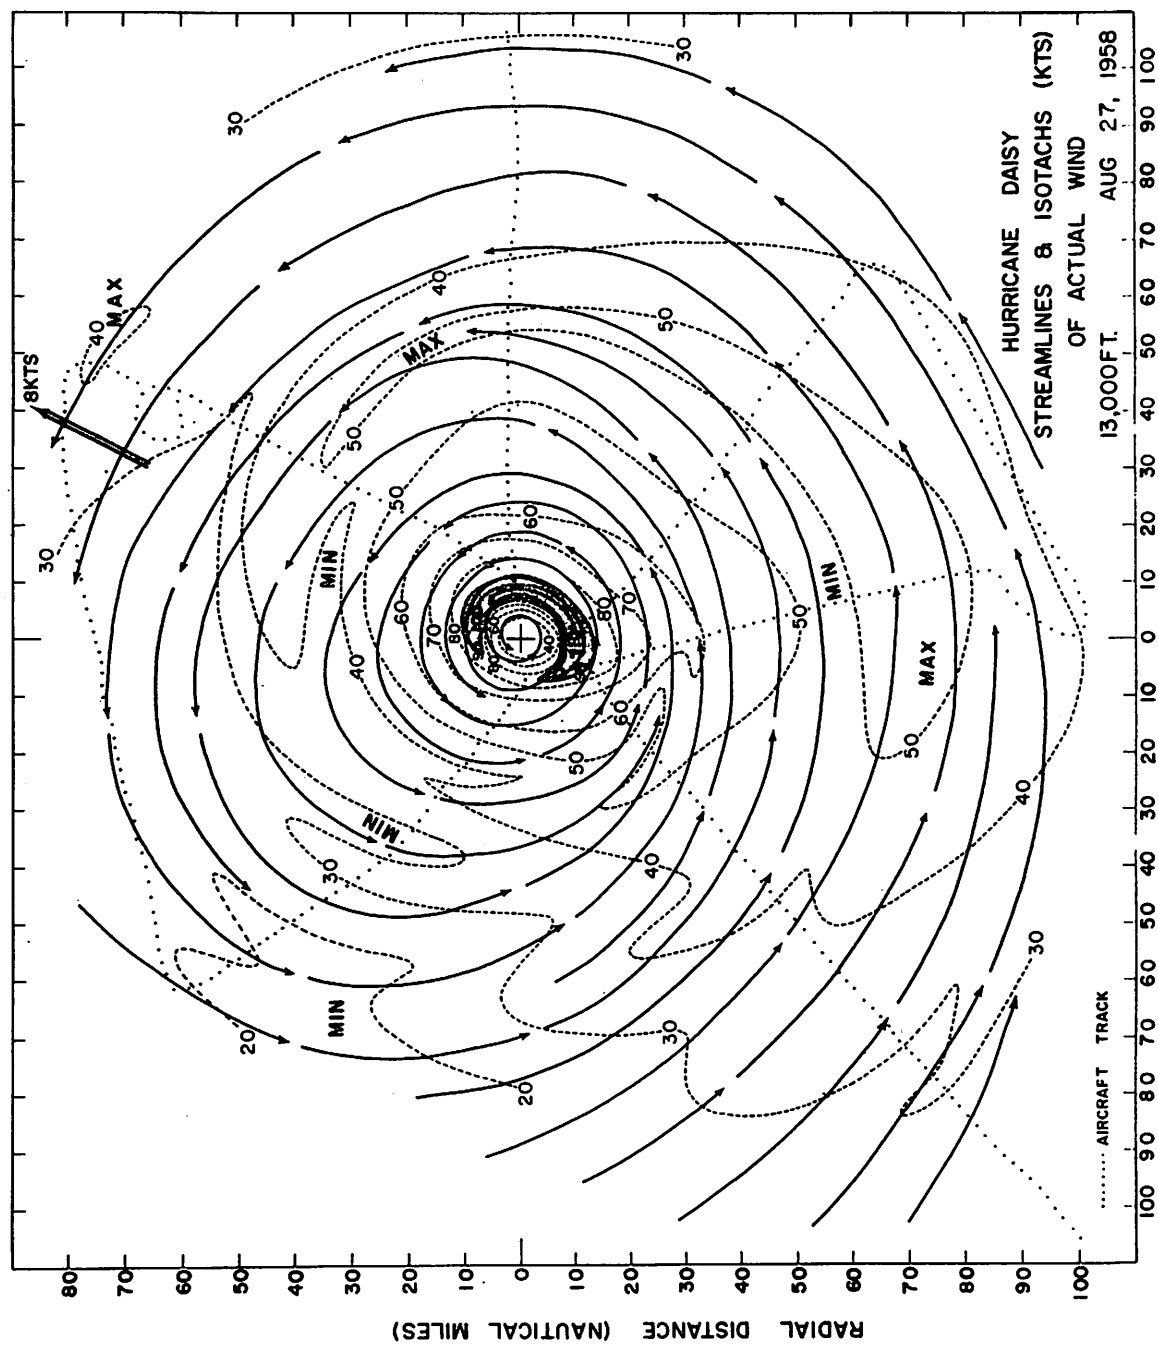 HURRICANE DAISY
STREAMLINES & ISOTACHS (KTS)
OF ACTUAL WIND
13,000FT. AUG 27, 1958
RADIAL DISTANCE (NAUTICAL MILES)
80 70 60 50 40 30 20 10 0 10 20 30 40 50 60 70 80 90 100
100 90 80 70 60 50 40 30 20 10 0 10 20 30 40 50 60 70 80 90 100
AIRCRAFT TRACK
8KTS
30
30
30
40
MAX
40
MAX
50
50
50
60
MIN
MIN
60
70
80
80
70
50
40
60
50
MAX
50
MIN
30
40
40
20
MIN
30
30
20